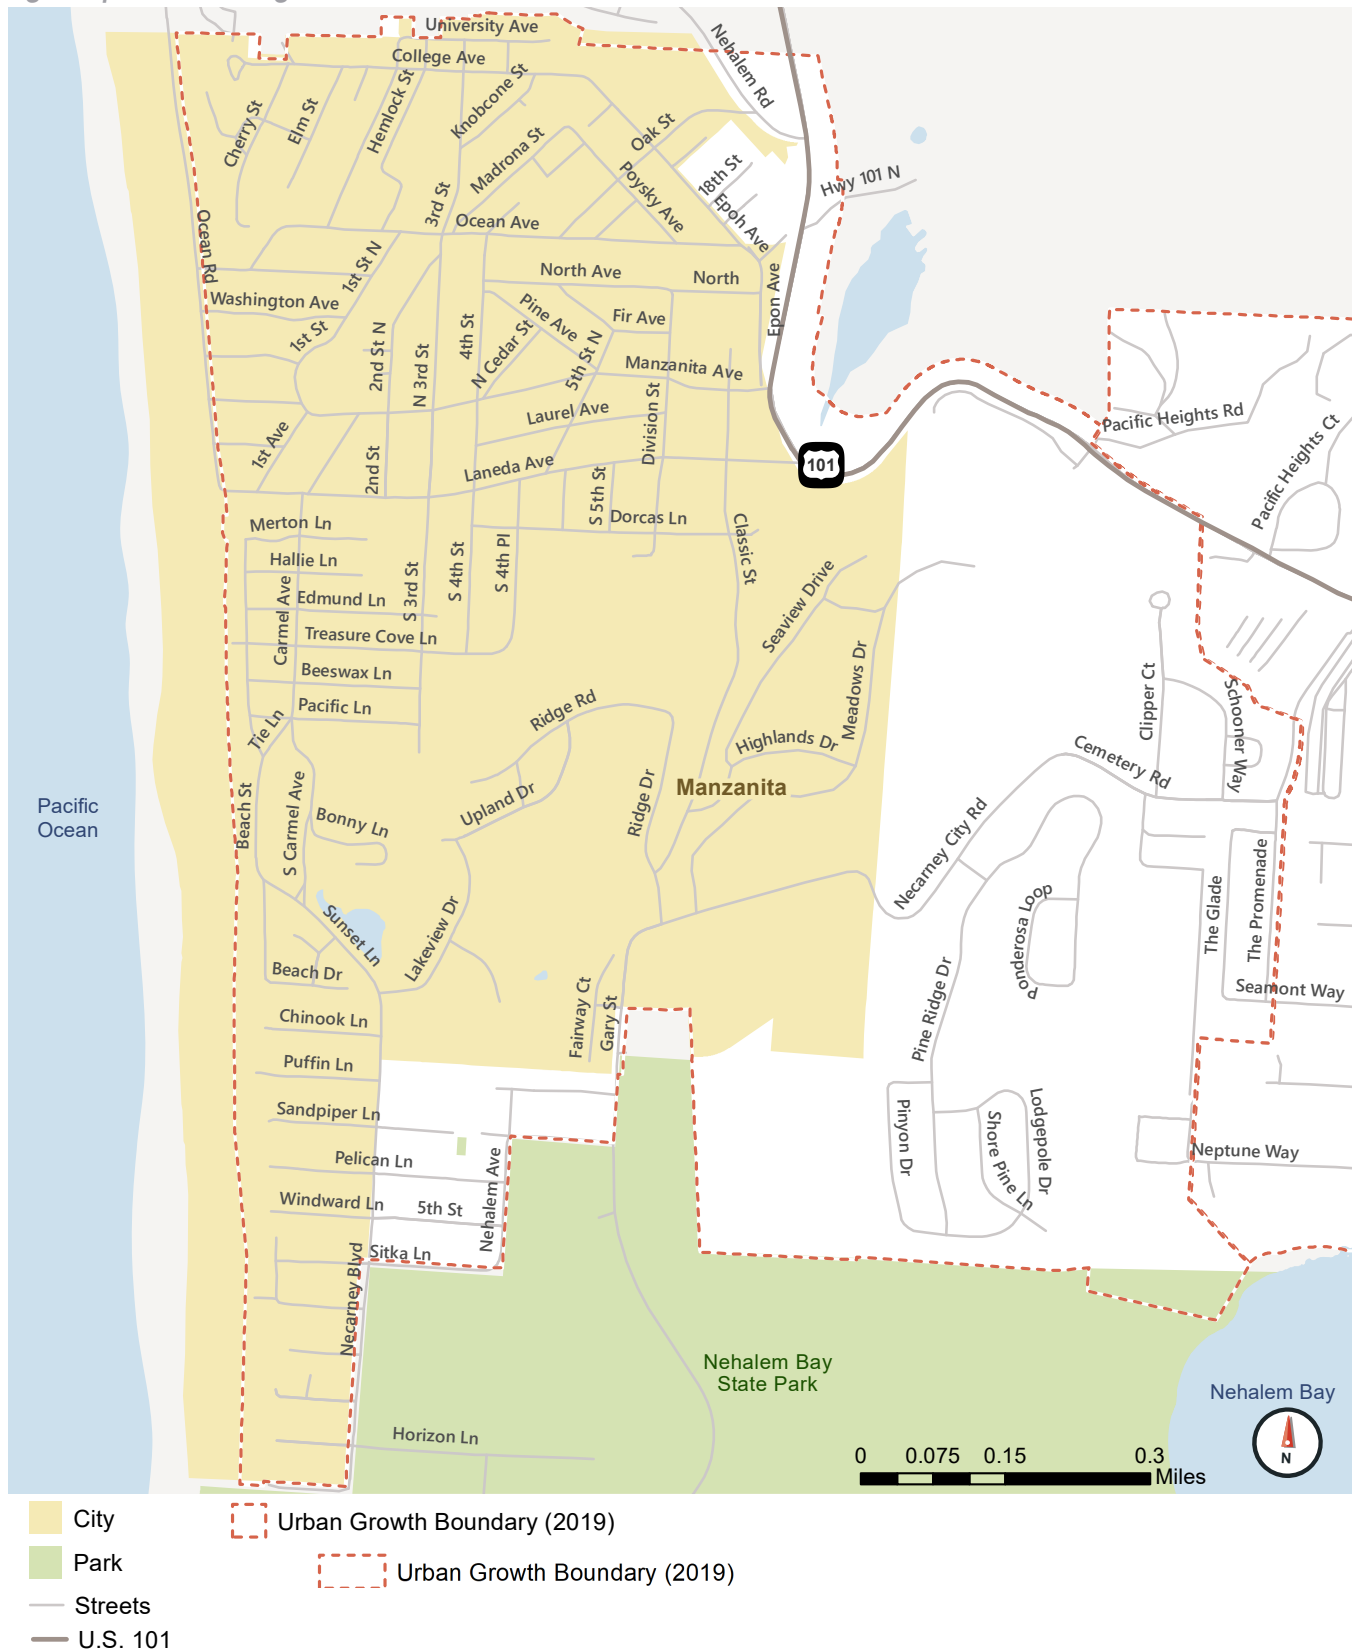 University Ave
College Ave
Nehalem Rd
Knobcone St
Hemlock St
Elm St
Cherry St
Oak St
Madrona St
18th St
Hwy 101 N
Poysky Ave
Epoh Ave
3rd St
Ocean Ave
Ocean Rd
1st St N
North Ave
North
Epon Ave
Washington Ave
Pine Ave
Fir Ave
1st St
4th St
N Cedar St
5th St N
2nd St N
N 3rd St
Manzanita Ave
Laurel Ave
Division St
Pacific Heights Rd
Pacific Heights Ct
1st Ave
2nd St
Laneda Ave
101
S 5th St
Merton Ln
Dorcas Ln
Classic St
Hallie Ln
S 4th St
S 4th Pl
S 3rd St
Carmel Ave
Edmund Ln
Seaview Drive
Treasure Cove Ln
Beeswax Ln
Meadows Dr
Pacific Ln
Tie Ln
Ridge Rd
Highlands Dr
Clipper Ct
Schooner Way
Cemetery Rd
Manzanita
Pacific
Ocean
Beach St
S Carmel Ave
Bonny Ln
Upland Dr
Ridge Dr
Necarney City Rd
Ponderosa Loop
The Glade
The Promenade
Sunset Ln
Lakeview Dr
Beach Dr
Seamont Way
Chinook Ln
Fairway Ct
Gary St
Pine Ridge Dr
Puffin Ln
Sandpiper Ln
Pinyon Dr
Shore Pine Ln
Lodgepole Dr
Pelican Ln
Nehalem Ave
Neptune Way
Windward Ln
5th St
Sitka Ln
Necarney Blvd
Nehalem Bay
State Park
Nehalem Bay
Horizon Ln
N
0 0.075 0.15 0.3
Miles
City
Urban Growth Boundary (2019)
Park
Urban Growth Boundary (2019)
Streets
U.S. 101